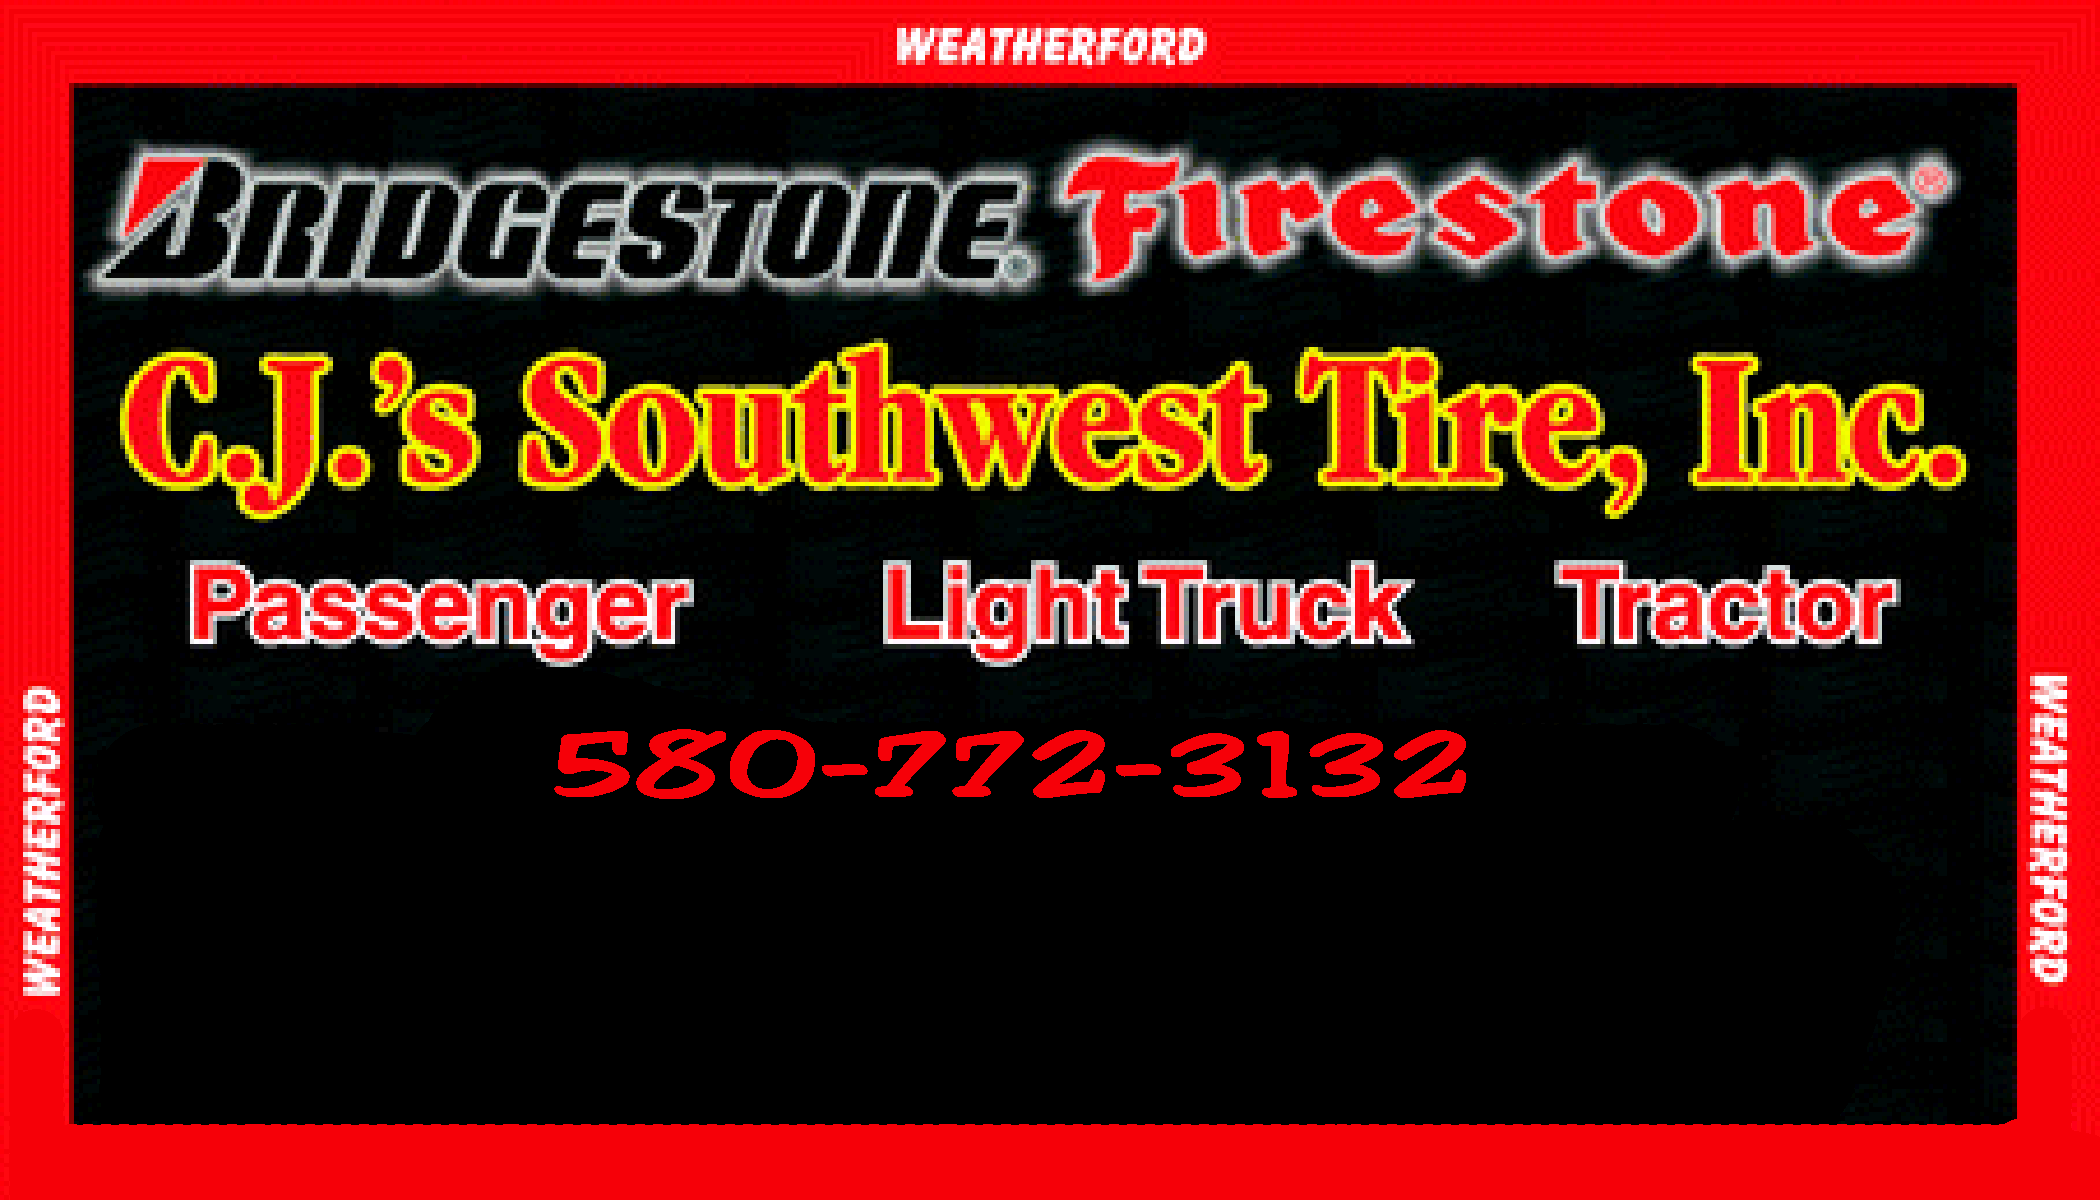 WEATHERFORD
BRIDGESTONE® Firestone®
C.J.'s Southwest Tire, Inc.
Passenger Light Truck Tractor
580-772-3132
WEATHERFORD
WEATHERFORD